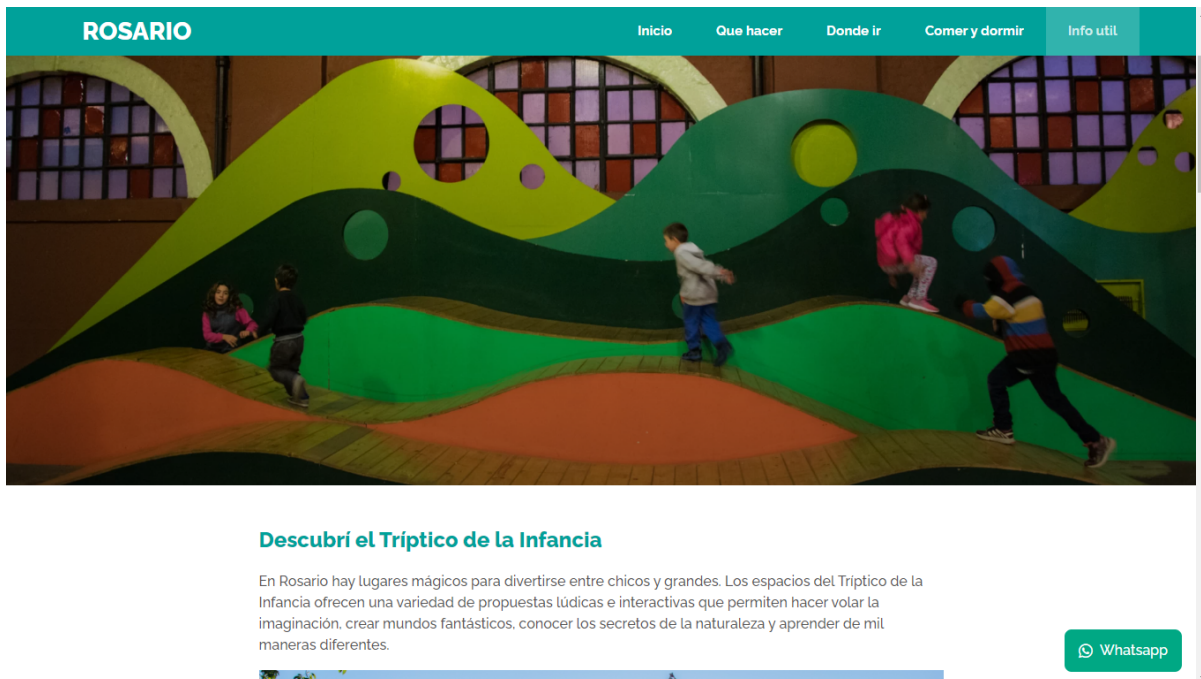 ROSARIO
Inicio
Que hacer
Donde ir
Comer y dormir
Info util
Descubrí el Tríptico de la Infancia
En Rosario hay lugares mágicos para divertirse entre chicos y grandes. Los espacios del Tríptico de la
Infancia ofrecen una variedad de propuestas lúdicas e interactivas que permiten hacer volar la
imaginación, crear mundos fantásticos, conocer los secretos de la naturaleza y aprender de mil
maneras diferentes.
Whatsapp